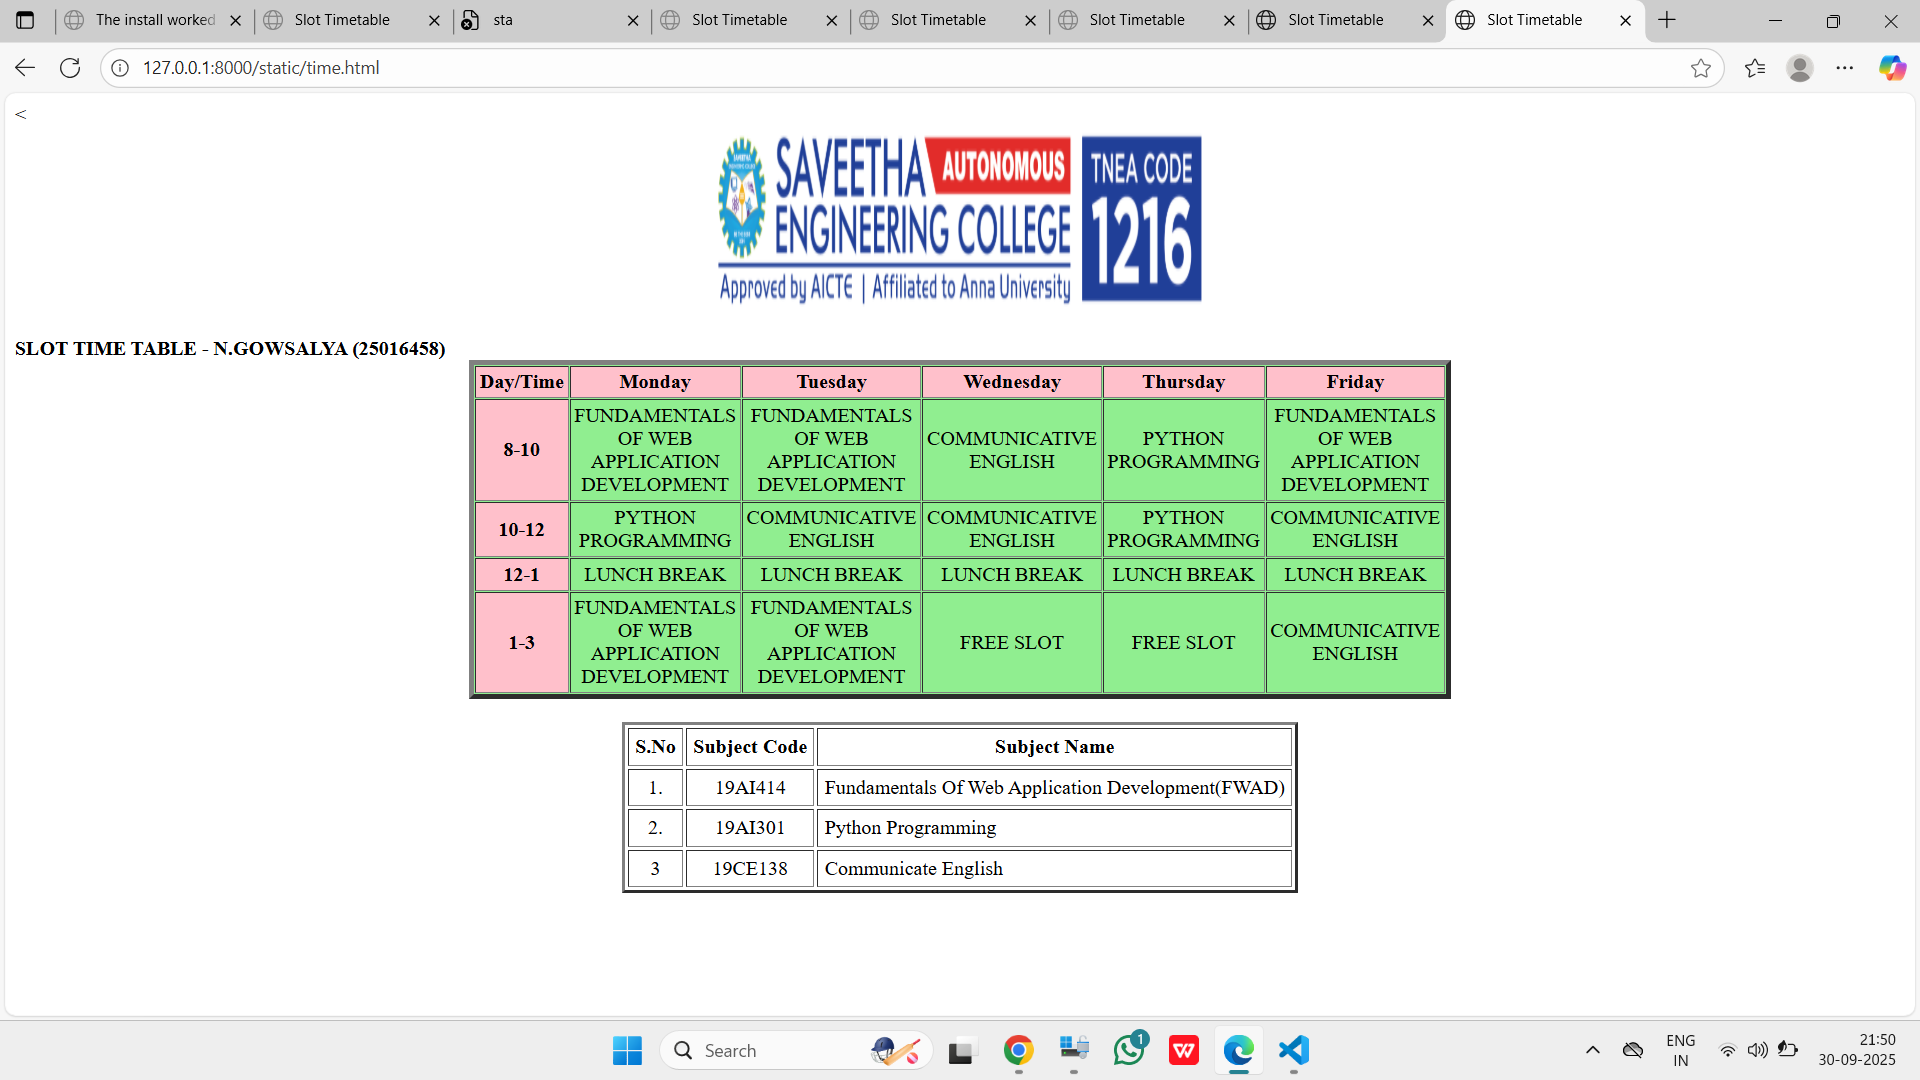 The install worked
Slot Timetable
sta
Slot Timetable
Slot Timetable
Slot Timetable
Slot Timetable
Slot Timetable
127.0.0.1:8000/static/time.html
<
SAVEETHA AUTONOMOUS
ENGINEERING COLLEGE
Approved by AICTE | Affiliated to Anna University
TNEA CODE
1216
SLOT TIME TABLE - N.GOWSALYA (25016458)
Day/Time Monday Tuesday Wednesday Thursday Friday
8-10
FUNDAMENTALS
OF WEB
APPLICATION
DEVELOPMENT
FUNDAMENTALS
OF WEB
APPLICATION
DEVELOPMENT
COMMUNICATIVE
ENGLISH
PYTHON
PROGRAMMING
FUNDAMENTALS
OF WEB
APPLICATION
DEVELOPMENT
10-12
PYTHON
PROGRAMMING
COMMUNICATIVE
ENGLISH
COMMUNICATIVE
ENGLISH
PYTHON
PROGRAMMING
COMMUNICATIVE
ENGLISH
12-1 LUNCH BREAK LUNCH BREAK LUNCH BREAK LUNCH BREAK LUNCH BREAK
1-3
FUNDAMENTALS
OF WEB
APPLICATION
DEVELOPMENT
FUNDAMENTALS
OF WEB
APPLICATION
DEVELOPMENT
FREE SLOT
FREE SLOT
COMMUNICATIVE
ENGLISH
S.No Subject Code Subject Name
1. 19AI414 Fundamentals Of Web Application Development(FWAD)
2. 19AI301 Python Programming
3 19CE138 Communicate English
Search
1
W
ENG
IN
21:50
30-09-2025